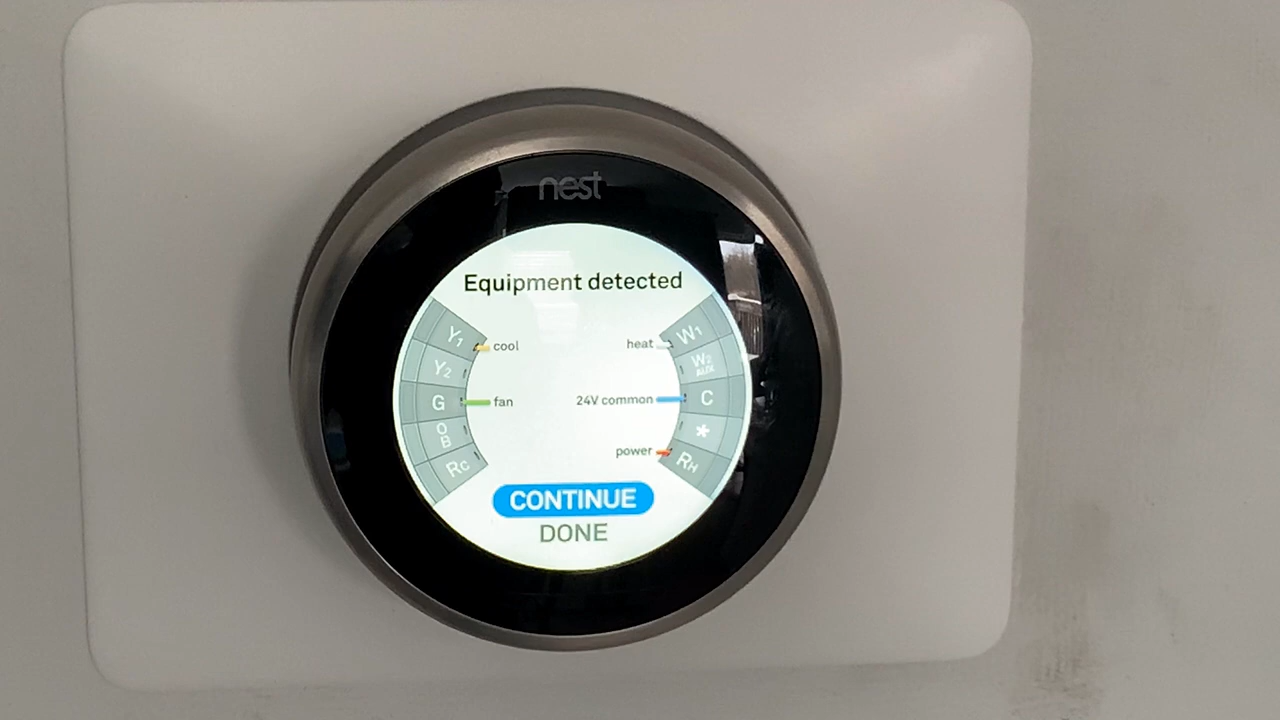 nest
Equipment detected
Y1 cool
Y2
G fan
O
B
Rc
heat W1
W2
AUX
24V common C
*
power RH
CONTINUE
DONE